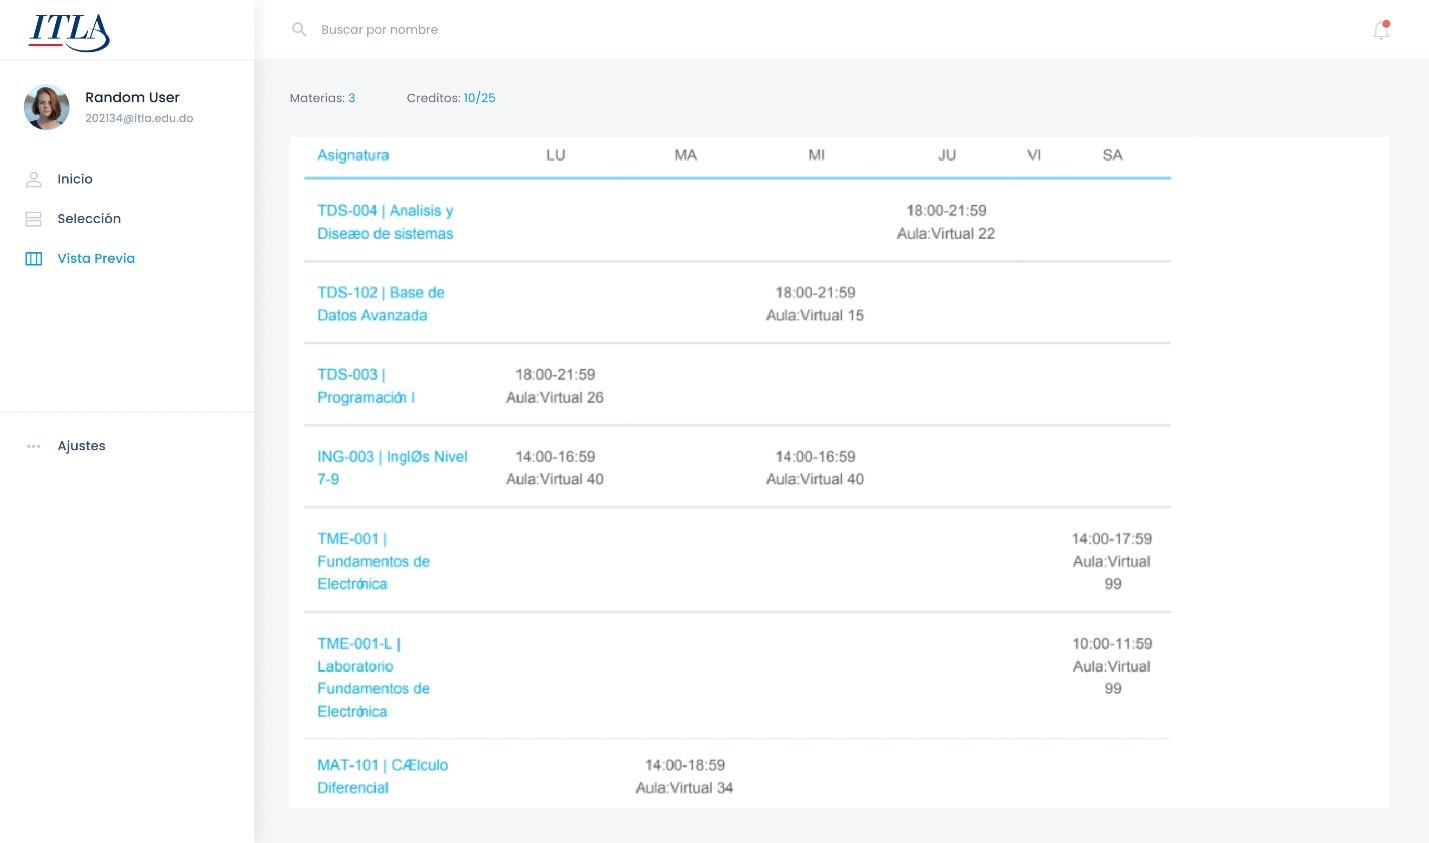 ITLA
Buscar por nombre
Random User
202134@itla.edu.do
Inicio
Selección
Vista Previa
Ajustes
Materias: 3
Creditos: 10/25
Asignatura LU MA MI JU VI SA
TDS-004 | Analisis y
Diseæo de sistemas
18:00-21:59
Aula:Virtual 22
TDS-102 | Base de
Datos Avanzada
18:00-21:59
Aula:Virtual 15
TDS-003 |
Programación I
18:00-21:59
Aula:Virtual 26
ING-003 | InglØs Nivel
7-9
14:00-16:59
Aula:Virtual 40
14:00-16:59
Aula:Virtual 40
TME-001 |
Fundamentos de
Electrónica
14:00-17:59
Aula:Virtual
99
TME-001-L |
Laboratorio
Fundamentos de
Electrónica
10:00-11:59
Aula:Virtual
99
MAT-101 | CÆlculo
Diferencial
14:00-18:59
Aula:Virtual 34